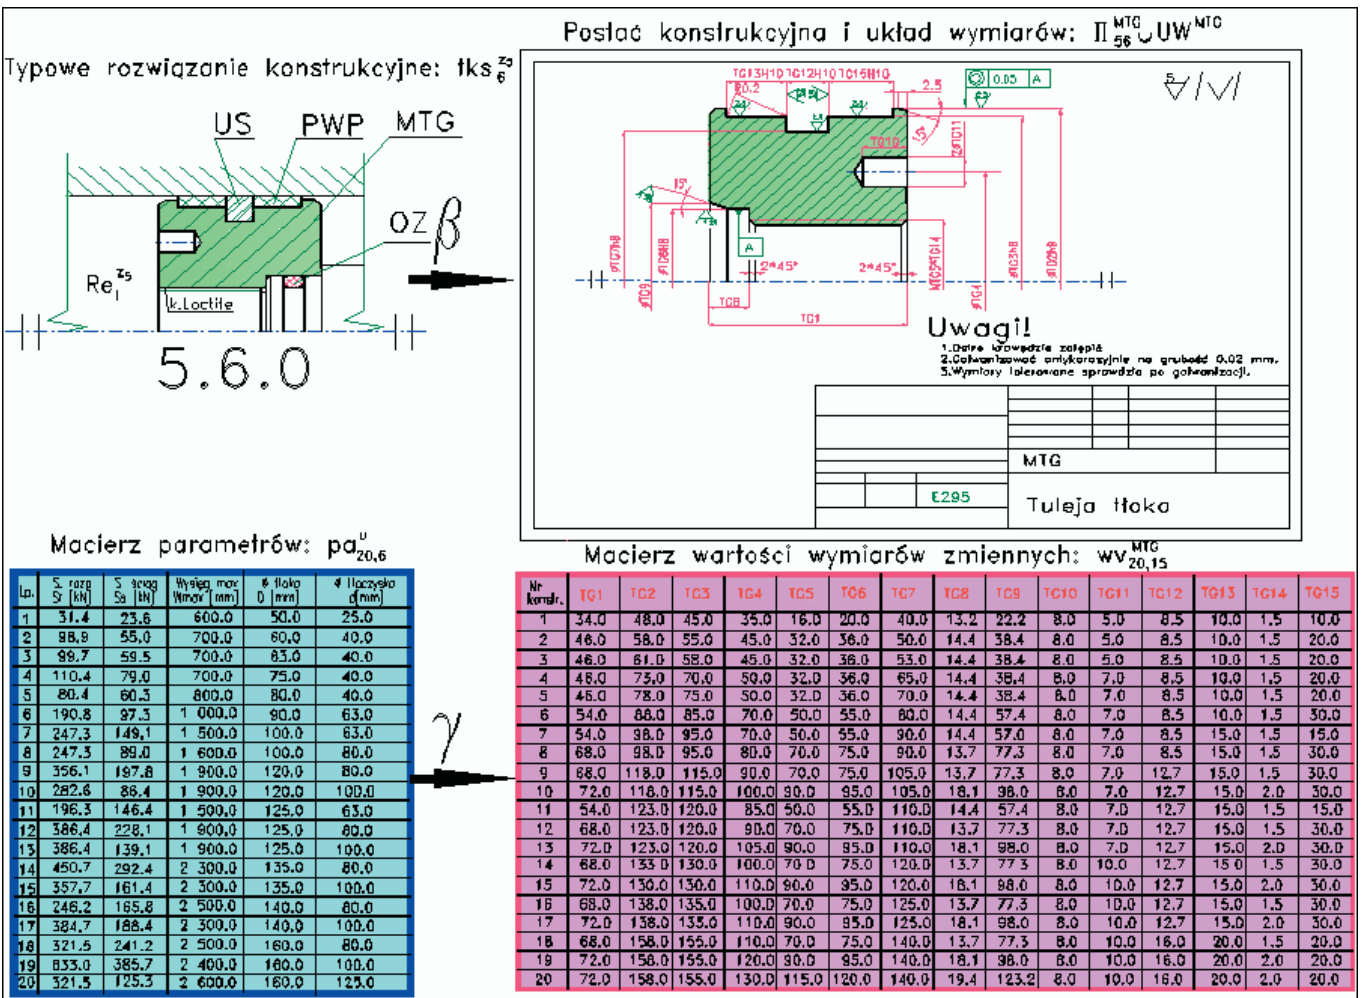 Postać konstrukcyjna i układ wymiarów: Π MTG 56 ∪ UW MTG
Typowe rozwiązanie konstrukcyjne: tks 6
US PWP MTG
OZ β
Re
k.Loctite
5.6.0
TG13H10 TG12H10 TG15H10
R0.2
2.5
0.05 A
15°
TG10
15°
A
2*45° 2*45°
TG8
TG1
Uwagi!
1.Ostre krawędzie zatępić
2.Galwanizować antykorozyjnie na grubość 0.02 mm.
3.Wymiary tolerowane sprawdzia po galwanizacji.
MTG
E295
Tuleja tłoka
Macierz parametrów: pa 20,6
Lp. S. rozp Sr [kN] S. ściąg Ss [kN] Wysięg max Wmax [mm] ø tłoka D [mm] ø tłoczyska d[mm]
1 31.4 23.6 600.0 50.0 25.0
2 98.9 55.0 700.0 60.0 40.0
3 99.7 59.5 700.0 63.0 40.0
4 110.4 79.0 700.0 75.0 40.0
5 80.4 60.3 800.0 80.0 40.0
6 190.8 97.3 1 000.0 90.0 63.0
7 247.3 149.1 1 500.0 100.0 63.0
8 247.3 89.0 1 600.0 100.0 80.0
9 356.1 197.8 1 900.0 120.0 80.0
10 282.6 86.4 1 900.0 120.0 100.0
11 196.3 146.4 1 500.0 125.0 63.0
12 386.4 228.1 1 900.0 125.0 80.0
13 386.4 139.1 1 900.0 125.0 100.0
14 450.7 292.4 2 300.0 135.0 80.0
15 357.7 161.4 2 300.0 135.0 100.0
16 246.2 165.8 2 500.0 140.0 80.0
17 384.7 188.4 2 300.0 140.0 100.0
18 321.5 241.2 2 500.0 160.0 80.0
19 633.0 385.7 2 400.0 160.0 100.0
20 321.5 125.3 2 600.0 160.0 125.0
γ
Macierz wartości wymiarów zmiennych: wv MTG 20,15
Nr konstr. TG1 TG2 TG3 TG4 TG5 TG6 TG7 TG8 TG9 TG10 TG11 TG12 TG13 TG14 TG15
1 34.0 48.0 45.0 35.0 16.0 20.0 40.0 13.2 22.2 8.0 5.0 8.5 10.0 1.5 10.0
2 46.0 58.0 55.0 45.0 32.0 36.0 50.0 14.4 38.4 8.0 5.0 8.5 10.0 1.5 20.0
3 46.0 61.0 58.0 45.0 32.0 36.0 53.0 14.4 38.4 8.0 5.0 8.5 10.0 1.5 20.0
4 46.0 73.0 70.0 50.0 32.0 36.0 65.0 14.4 38.4 8.0 7.0 8.5 10.0 1.5 20.0
5 46.0 78.0 75.0 50.0 32.0 36.0 70.0 14.4 38.4 8.0 7.0 8.5 10.0 1.5 20.0
6 54.0 88.0 85.0 70.0 50.0 55.0 80.0 14.4 57.4 8.0 7.0 8.5 10.0 1.5 30.0
7 54.0 98.0 95.0 70.0 50.0 55.0 90.0 14.4 57.0 8.0 7.0 8.5 15.0 1.5 15.0
8 68.0 98.0 95.0 80.0 70.0 75.0 90.0 13.7 77.3 8.0 7.0 8.5 15.0 1.5 30.0
9 68.0 118.0 115.0 90.0 70.0 75.0 105.0 13.7 77.3 8.0 7.0 12.7 15.0 1.5 30.0
10 72.0 118.0 115.0 100.0 90.0 95.0 105.0 18.1 98.0 8.0 7.0 12.7 15.0 2.0 30.0
11 54.0 123.0 120.0 85.0 50.0 55.0 110.0 14.4 57.4 8.0 7.0 12.7 15.0 1.5 15.0
12 68.0 123.0 120.0 90.0 70.0 75.0 110.0 13.7 77.3 8.0 7.0 12.7 15.0 1.5 30.0
13 72.0 123.0 120.0 105.0 90.0 95.0 110.0 18.1 98.0 8.0 7.0 12.7 15.0 2.0 30.0
14 68.0 133.0 130.0 100.0 70.0 75.0 120.0 13.7 77.3 8.0 10.0 12.7 15.0 1.5 30.0
15 72.0 130.0 130.0 110.0 90.0 95.0 120.0 18.1 98.0 8.0 10.0 12.7 15.0 2.0 30.0
16 68.0 138.0 135.0 100.0 70.0 75.0 125.0 13.7 77.3 8.0 10.0 12.7 15.0 1.5 30.0
17 72.0 138.0 135.0 110.0 90.0 95.0 125.0 18.1 98.0 8.0 10.0 12.7 15.0 2.0 30.0
18 68.0 158.0 155.0 110.0 70.0 75.0 140.0 13.7 77.3 8.0 10.0 16.0 20.0 1.5 20.0
19 72.0 158.0 155.0 120.0 90.0 95.0 140.0 18.1 98.0 8.0 10.0 16.0 20.0 2.0 20.0
20 72.0 158.0 155.0 130.0 115.0 120.0 140.0 19.4 123.2 8.0 10.0 16.0 20.0 2.0 20.0